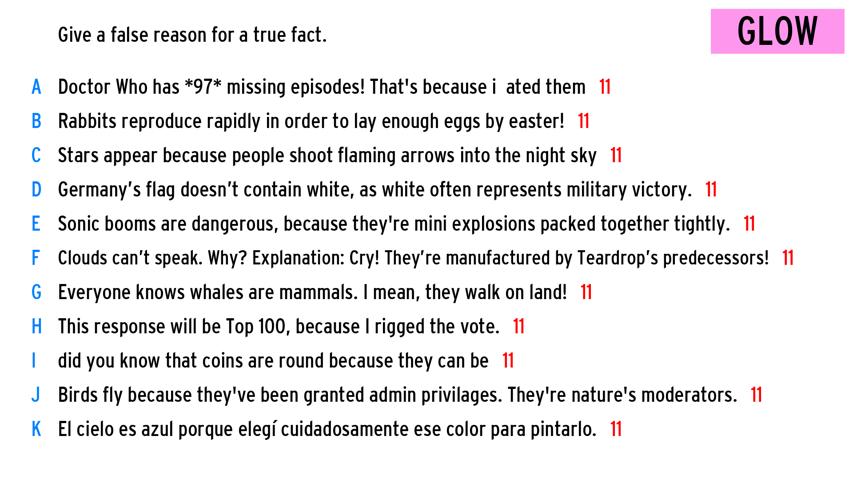 Give a false reason for a true fact.
GLOW
A Doctor Who has *97* missing episodes! That's because i  ated them 11
B Rabbits reproduce rapidly in order to lay enough eggs by easter! 11
C Stars appear because people shoot flaming arrows into the night sky 11
D Germany’s flag doesn’t contain white, as white often represents military victory. 11
E Sonic booms are dangerous, because they're mini explosions packed together tightly. 11
F Clouds can’t speak. Why? Explanation: Cry! They’re manufactured by Teardrop’s predecessors! 11
G Everyone knows whales are mammals. I mean, they walk on land! 11
H This response will be Top 100, because I rigged the vote. 11
I did you know that coins are round because they can be 11
J Birds fly because they've been granted admin privilages. They're nature's moderators. 11
K El cielo es azul porque elegí cuidadosamente ese color para pintarlo. 11